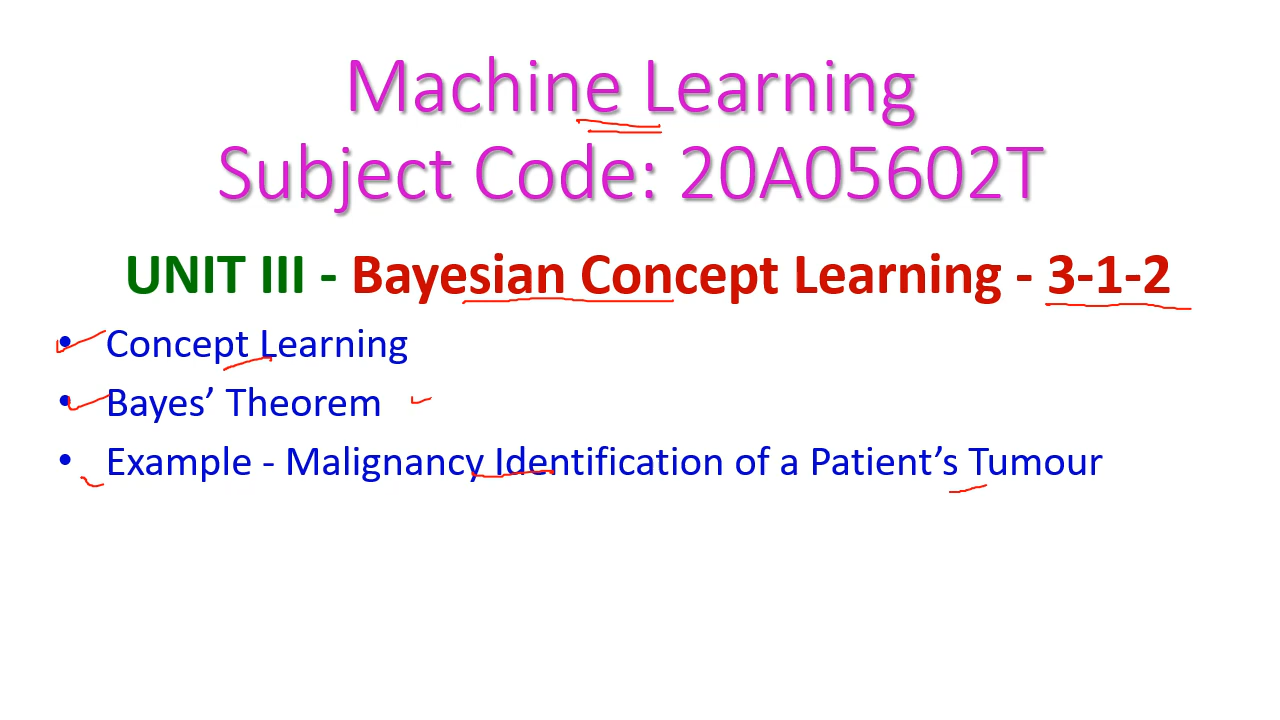 Machine Learning
Subject Code: 20A05602T
UNIT III - Bayesian Concept Learning - 3-1-2
• Concept Learning
• Bayes’ Theorem
• Example - Malignancy Identification of a Patient’s Tumour